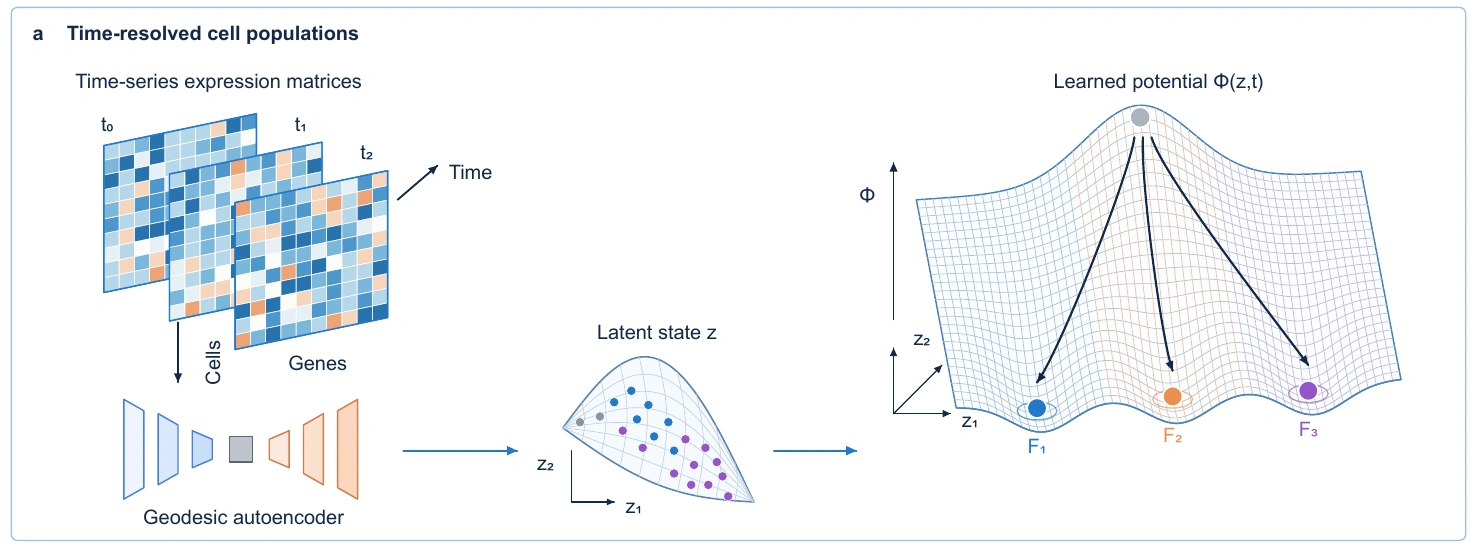 a Time-resolved cell populations
Time-series expression matrices
t₀
t₁
t₂
Time
Cells
Genes
Geodesic autoencoder
Latent state z
z₂
z₁
Learned potential Φ(z,t)
Φ
z₂
z₁
F₁
F₂
F₃